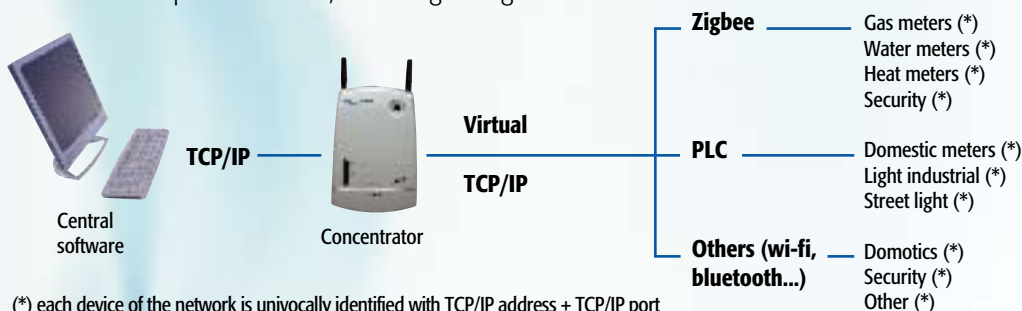 Zigbee
Gas meters (*)
Water meters (*)
Heat meters (*)
Security (*)
TCP/IP
Virtual
TCP/IP
PLC
Domestic meters (*)
Light industrial (*)
Street light (*)
Central
software
Concentrator
Others (wi-fi,
bluetooth...)
Domotics (*)
Security (*)
Other (*)
(*) each device of the network is univocally identified with TCP/IP address + TCP/IP port